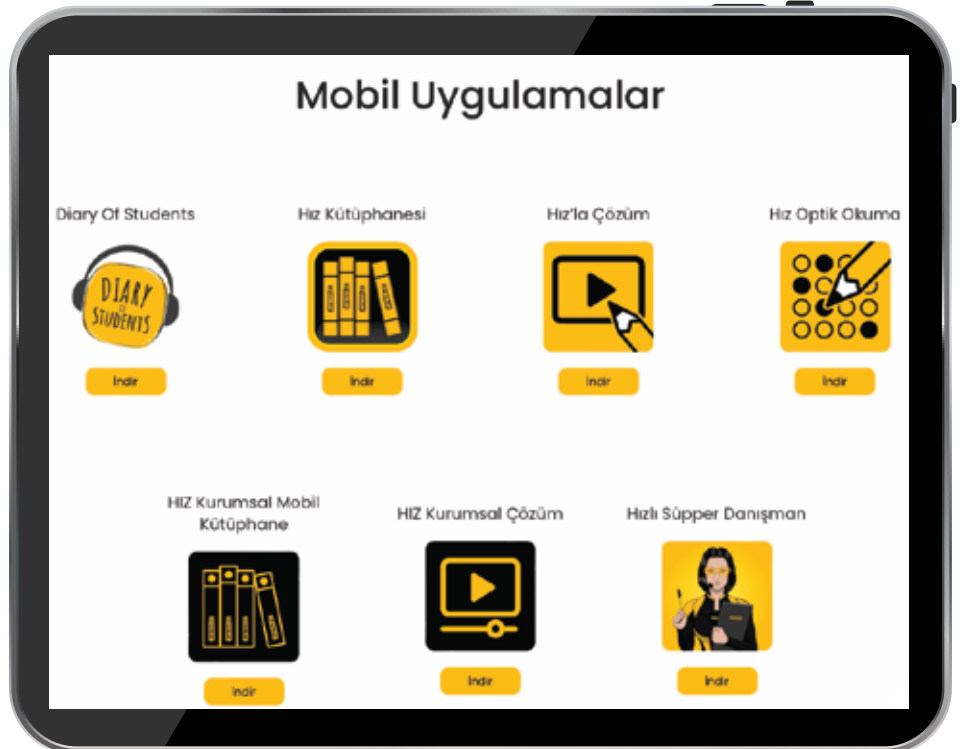 Mobil Uygulamalar
Diary Of Students
Hız Kütüphanesi
Hız'la Çözüm
Hız Optik Okuma
DIARY
OF
STUDENTS
İndir
İndir
İndir
İndir
HIZ Kurumsal Mobil
Kütüphane
HIZ Kurumsal Çözüm
Hızlı Süpper Danışman
İndir
İndir
İndir